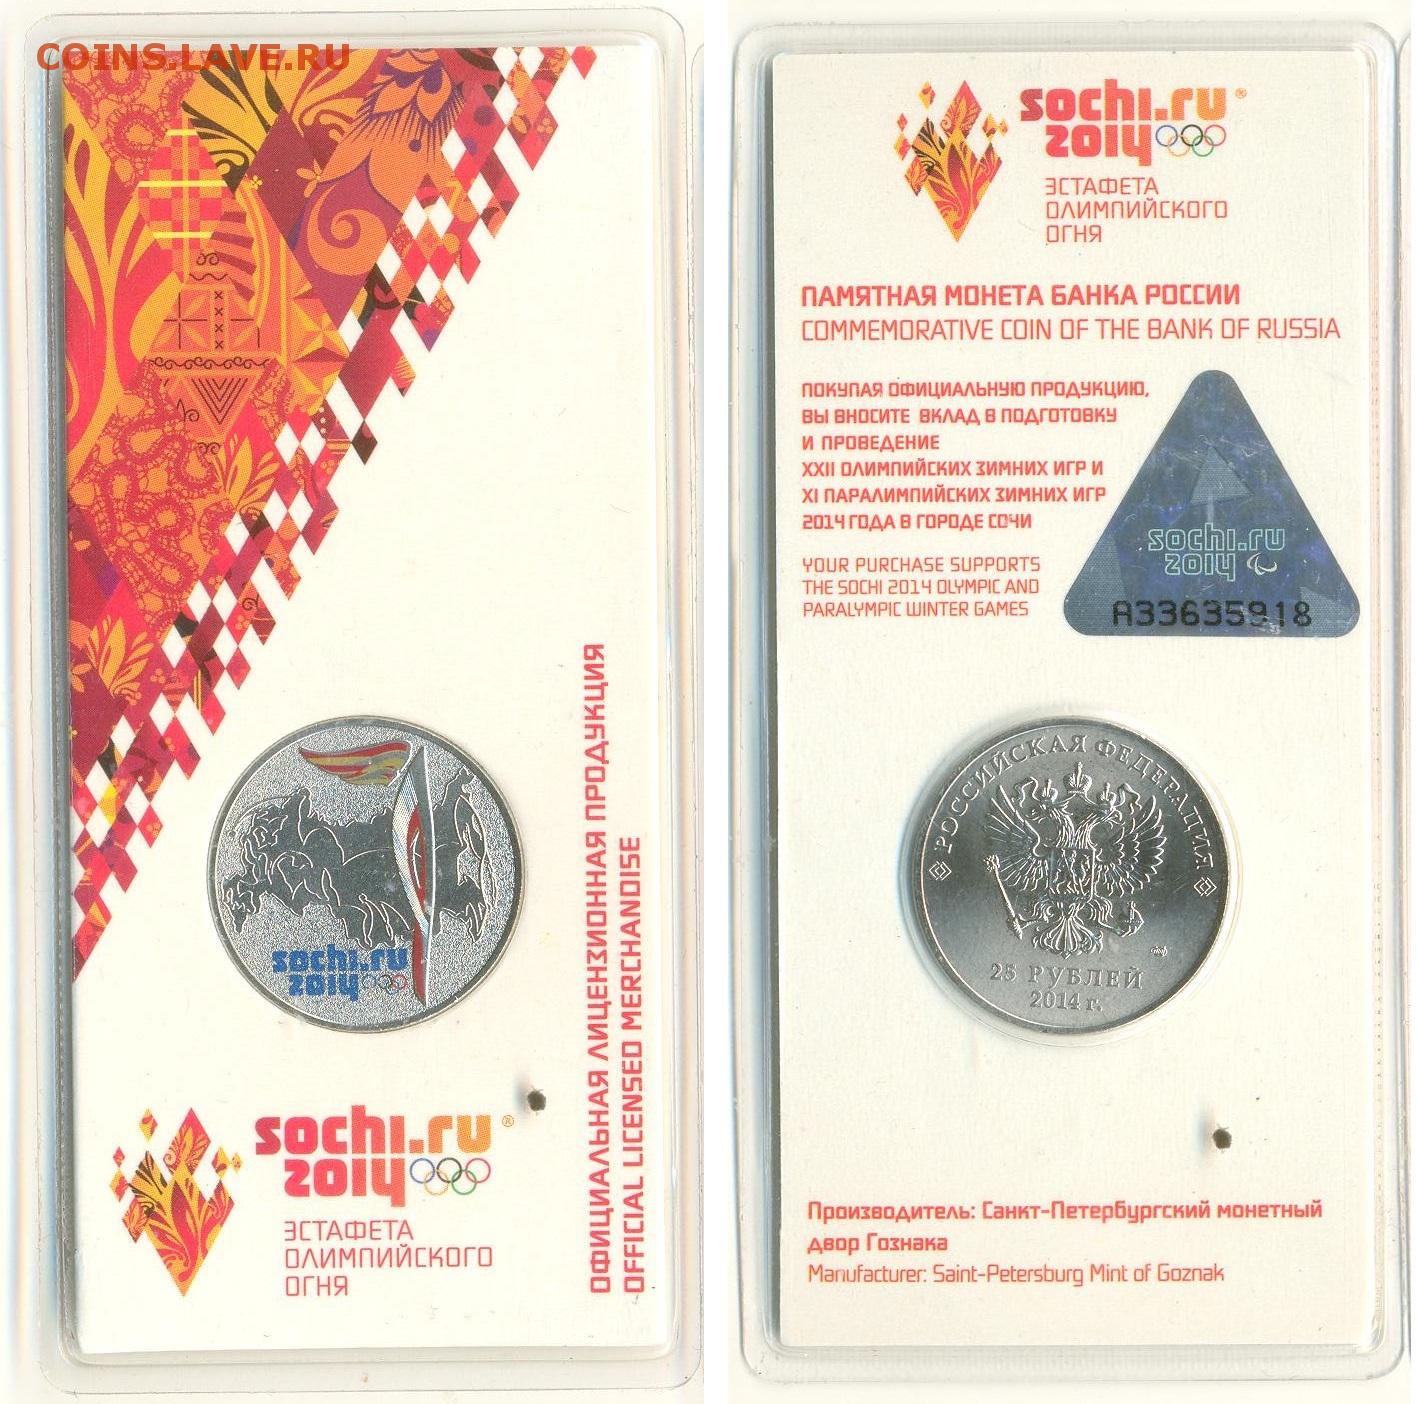 COINS.LAVE.RU
sochi.ru®
2014
ЭСТАФЕТА
ОЛИМПИЙСКОГО
ОГНЯ
ОФИЦИАЛЬНАЯ ЛИЦЕНЗИОННАЯ ПРОДУКЦИЯ
OFFICIAL LICENSED MERCHANDISE
sochi.ru
2014
sochi.ru®
2014
ЭСТАФЕТА
ОЛИМПИЙСКОГО
ОГНЯ
ПАМЯТНАЯ МОНЕТА БАНКА РОССИИ
COMMEMORATIVE COIN OF THE BANK OF RUSSIA
ПОКУПАЯ ОФИЦИАЛЬНУЮ ПРОДУКЦИЮ,
ВЫ ВНОСИТЕ ВКЛАД В ПОДГОТОВКУ
И ПРОВЕДЕНИЕ
XXII ОЛИМПИЙСКИХ ЗИМНИХ ИГР И
XI ПАРАЛИМПИЙСКИХ ЗИМНИХ ИГР
2014 ГОДА В ГОРОДЕ СОЧИ
YOUR PURCHASE SUPPORTS
THE SOCHI 2014 OLYMPIC AND
PARALYMPIC WINTER GAMES
sochi.ru
2014
A33635918
РОССИЙСКАЯ ФЕДЕРАЦИЯ
25 РУБЛЕЙ
2014 г.
Производитель: Санкт-Петербургский монетный
двор Гознака
Manufacturer: Saint-Petersburg Mint of Goznak